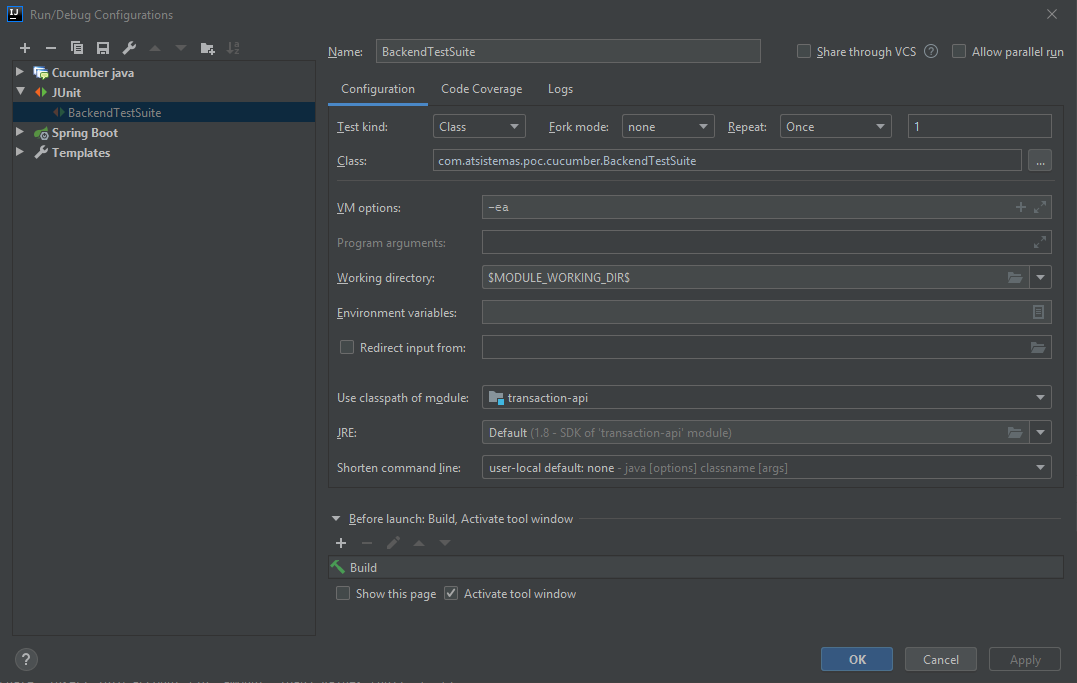 Run/Debug Configurations
Name: BackendTestSuite Share through VCS ? Allow parallel run
Cucumber java
JUnit
BackendTestSuite
Spring Boot
Templates
Configuration Code Coverage Logs
Test kind: Class Fork mode: none Repeat: Once 1
Class: com.atsistemas.poc.cucumber.BackendTestSuite ...
VM options: -ea
Program arguments:
Working directory: $MODULE_WORKING_DIR$
Environment variables:
Redirect input from:
Use classpath of module: transaction-api
JRE: Default (1.8 - SDK of 'transaction-api' module)
Shorten command line: user-local default: none - java [options] classname [args]
Before launch: Build, Activate tool window
Build
Show this page Activate tool window
? OK Cancel Apply